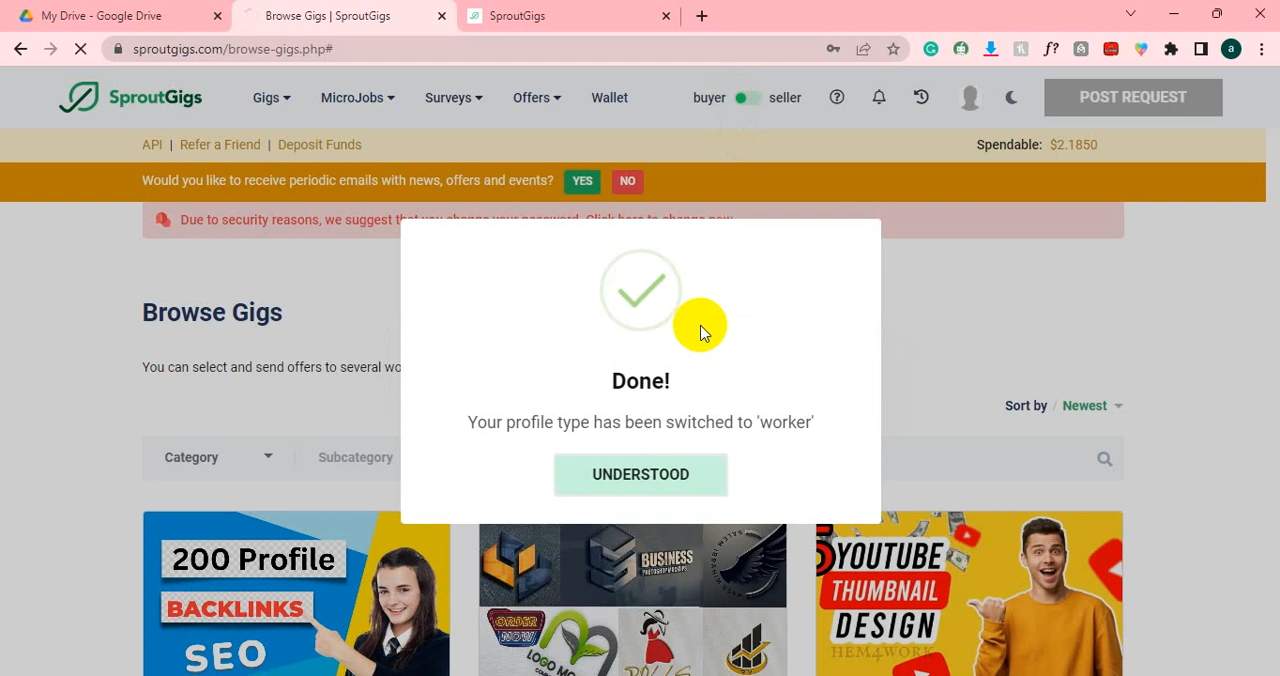 My Drive - Google Drive
Browse Gigs | SproutGigs
SproutGigs
sproutgigs.com/browse-gigs.php#
SproutGigs
Gigs
MicroJobs
Surveys
Offers
Wallet
buyer
seller
POST REQUEST
API | Refer a Friend | Deposit Funds
Spendable: $2.1850
Would you like to receive periodic emails with news, offers and events? YES NO
Due to security reasons, we suggest that you change your password. Click here to change now.
Done!
Your profile type has been switched to 'worker'
UNDERSTOOD
Browse Gigs
You can select and send offers to several wo
Sort by / Newest
Category
Subcategory
200 Profile
BACKLINKS
SEO
BUSINESS
ORDER
NOW
5 YOUTUBE
THUMBNAIL
DESIGN
HEM4WORK